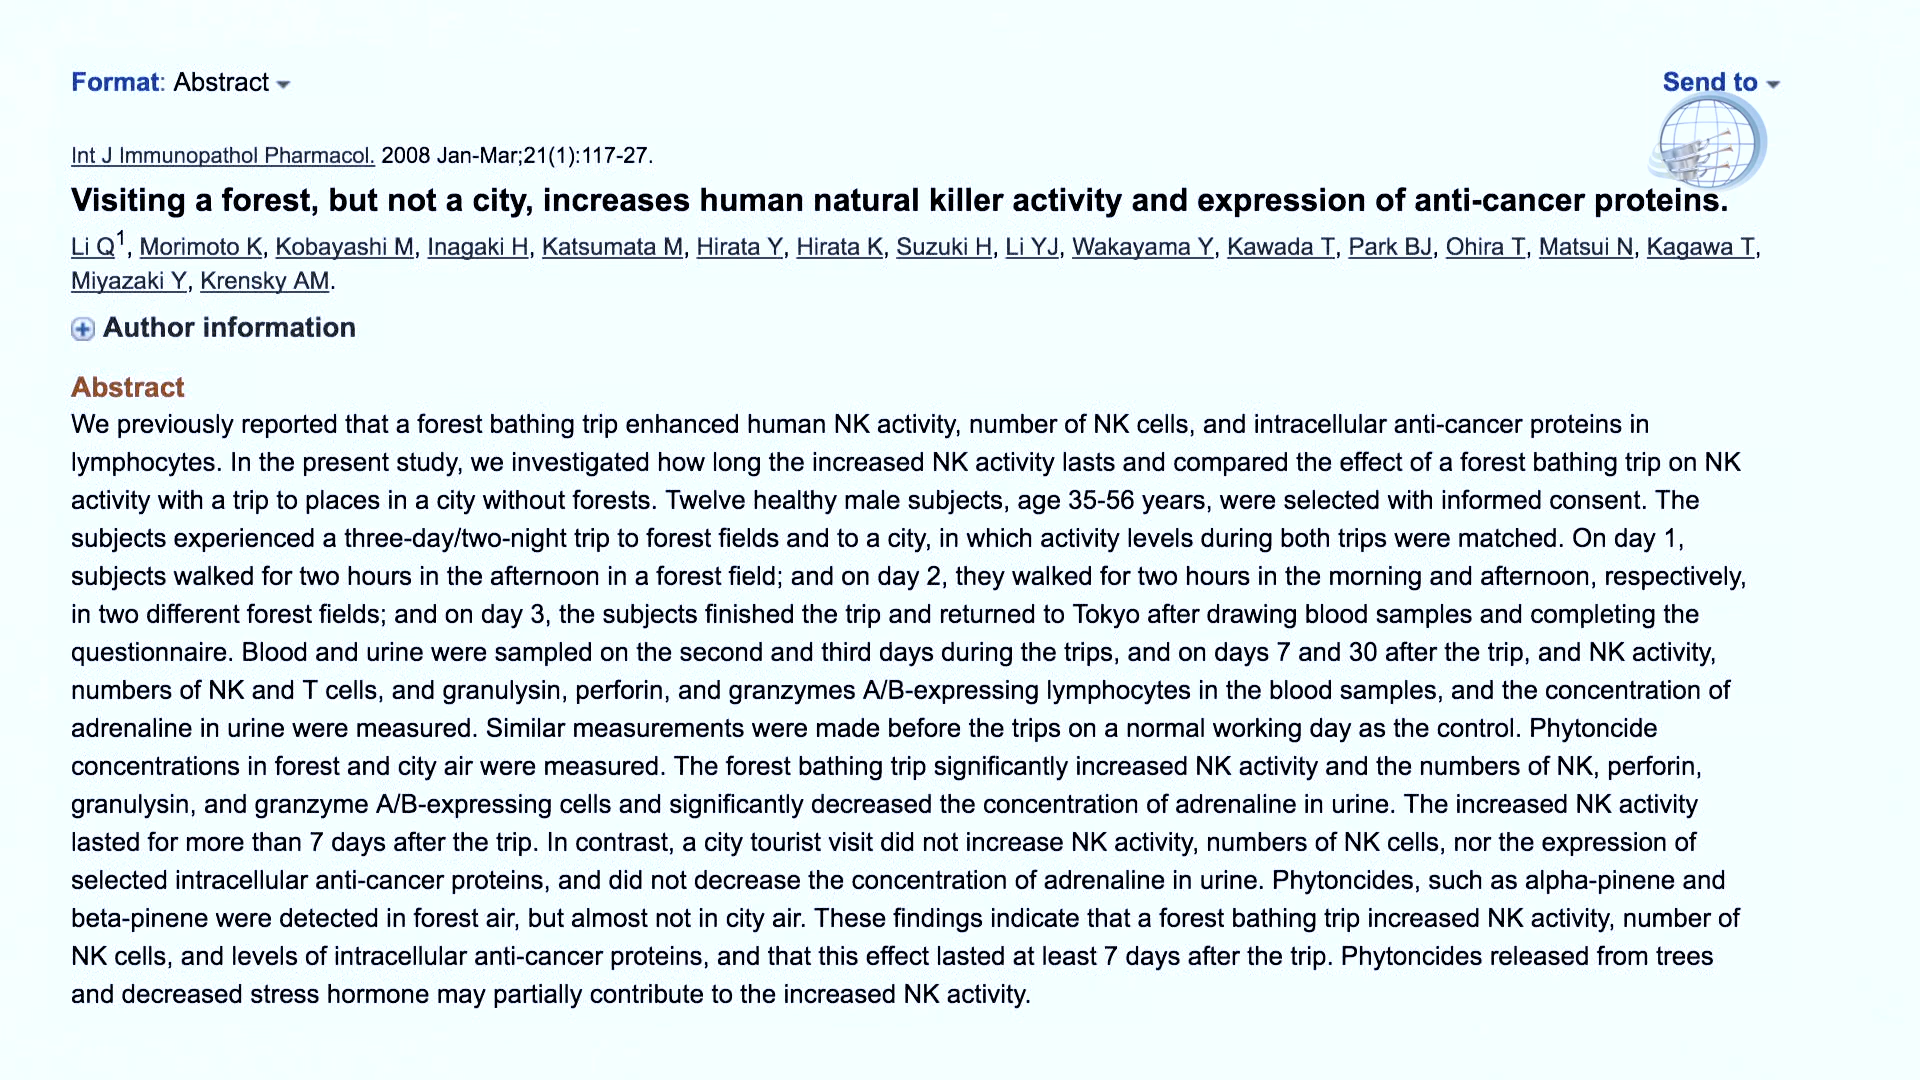 Format: Abstract
Send to
Int J Immunopathol Pharmacol. 2008 Jan-Mar;21(1):117-27.
Visiting a forest, but not a city, increases human natural killer activity and expression of anti-cancer proteins.
Li Q1, Morimoto K, Kobayashi M, Inagaki H, Katsumata M, Hirata Y, Hirata K, Suzuki H, Li YJ, Wakayama Y, Kawada T, Park BJ, Ohira T, Matsui N, Kagawa T,
Miyazaki Y, Krensky AM.
Author information
Abstract
We previously reported that a forest bathing trip enhanced human NK activity, number of NK cells, and intracellular anti-cancer proteins in
lymphocytes. In the present study, we investigated how long the increased NK activity lasts and compared the effect of a forest bathing trip on NK
activity with a trip to places in a city without forests. Twelve healthy male subjects, age 35-56 years, were selected with informed consent. The
subjects experienced a three-day/two-night trip to forest fields and to a city, in which activity levels during both trips were matched. On day 1,
subjects walked for two hours in the afternoon in a forest field; and on day 2, they walked for two hours in the morning and afternoon, respectively,
in two different forest fields; and on day 3, the subjects finished the trip and returned to Tokyo after drawing blood samples and completing the
questionnaire. Blood and urine were sampled on the second and third days during the trips, and on days 7 and 30 after the trip, and NK activity,
numbers of NK and T cells, and granulysin, perforin, and granzymes A/B-expressing lymphocytes in the blood samples, and the concentration of
adrenaline in urine were measured. Similar measurements were made before the trips on a normal working day as the control. Phytoncide
concentrations in forest and city air were measured. The forest bathing trip significantly increased NK activity and the numbers of NK, perforin,
granulysin, and granzyme A/B-expressing cells and significantly decreased the concentration of adrenaline in urine. The increased NK activity
lasted for more than 7 days after the trip. In contrast, a city tourist visit did not increase NK activity, numbers of NK cells, nor the expression of
selected intracellular anti-cancer proteins, and did not decrease the concentration of adrenaline in urine. Phytoncides, such as alpha-pinene and
beta-pinene were detected in forest air, but almost not in city air. These findings indicate that a forest bathing trip increased NK activity, number of
NK cells, and levels of intracellular anti-cancer proteins, and that this effect lasted at least 7 days after the trip. Phytoncides released from trees
and decreased stress hormone may partially contribute to the increased NK activity.